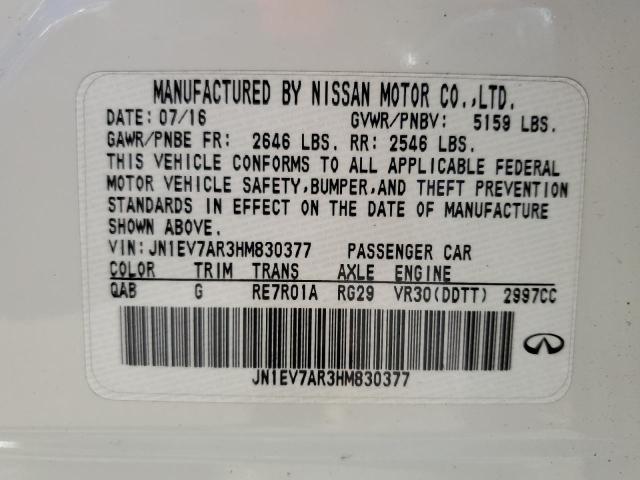 MANUFACTURED BY NISSAN MOTOR CO.,LTD.
DATE: 07/16 GVWR/PNBV: 5159 LBS.
GAWR/PNBE FR: 2646 LBS. RR: 2546 LBS.
THIS VEHICLE CONFORMS TO ALL APPLICABLE FEDERAL
MOTOR VEHICLE SAFETY,BUMPER,AND THEFT PREVENTION
STANDARDS IN EFFECT ON THE DATE OF MANUFACTURE
SHOWN ABOVE.
VIN: JN1EV7AR3HM830377 PASSENGER CAR
COLOR TRIM TRANS AXLE ENGINE
QAB G RE7R01A RG29 VR30(DDTT) 2997CC
JN1EV7AR3HM830377